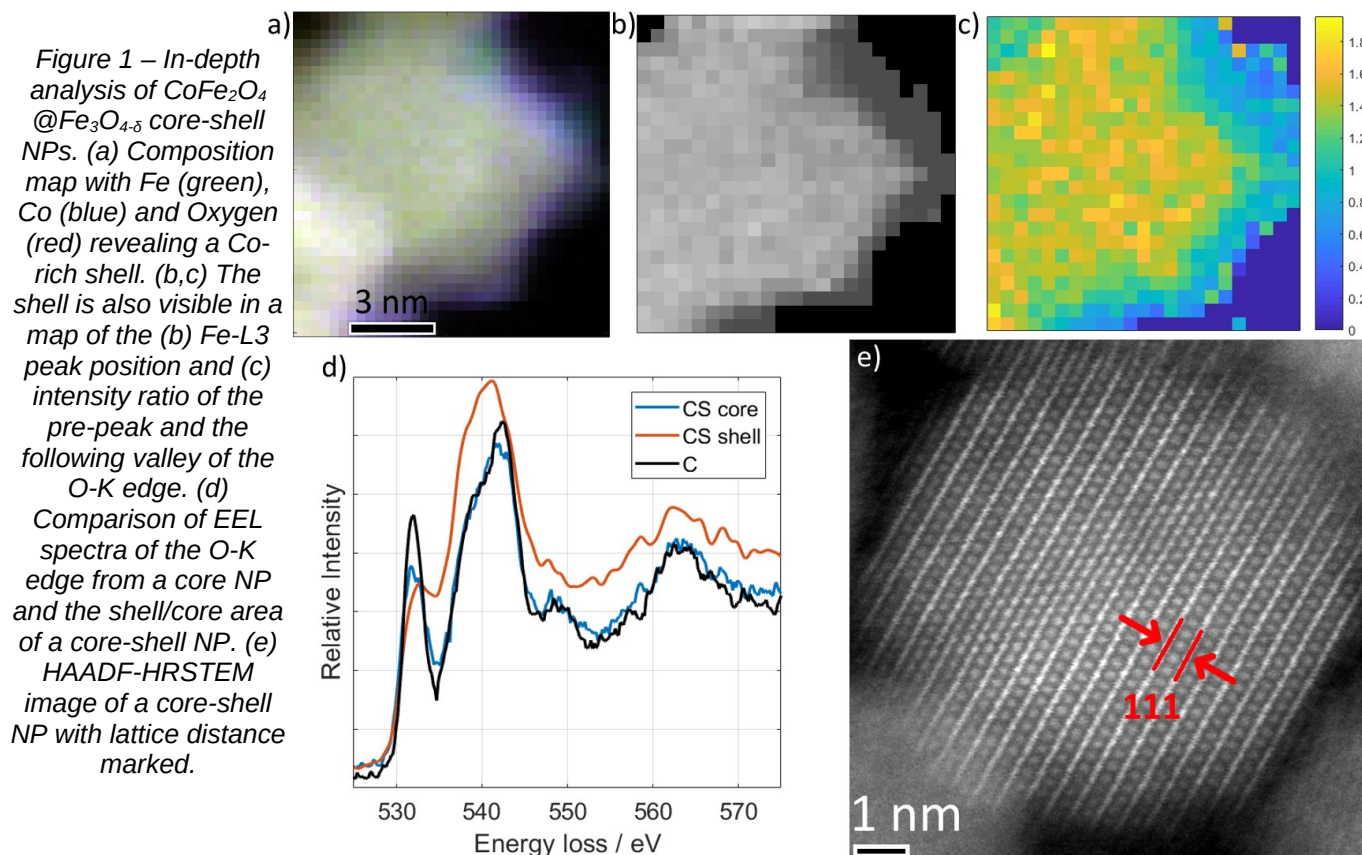 Figure 1 – In-depth
analysis of CoFe₂O₄
@Fe₃O₄₋δ core-shell
NPs. (a) Composition
map with Fe (green),
Co (blue) and Oxygen
(red) revealing a Co-
rich shell. (b,c) The
shell is also visible in a
map of the (b) Fe-L3
peak position and (c)
intensity ratio of the
pre-peak and the
following valley of the
O-K edge. (d)
Comparison of EEL
spectra of the O-K
edge from a core NP
and the shell/core area
of a core-shell NP. (e)
HAADF-HRSTEM
image of a core-shell
NP with lattice distance
marked.
a)
3 nm
b)
c)
1.8
1.6
1.4
1.2
1
0.8
0.6
0.4
0.2
0
d)
CS core
CS shell
C
Relative Intensity
530 540 550 560 570
Energy loss / eV
e)
111
1 nm